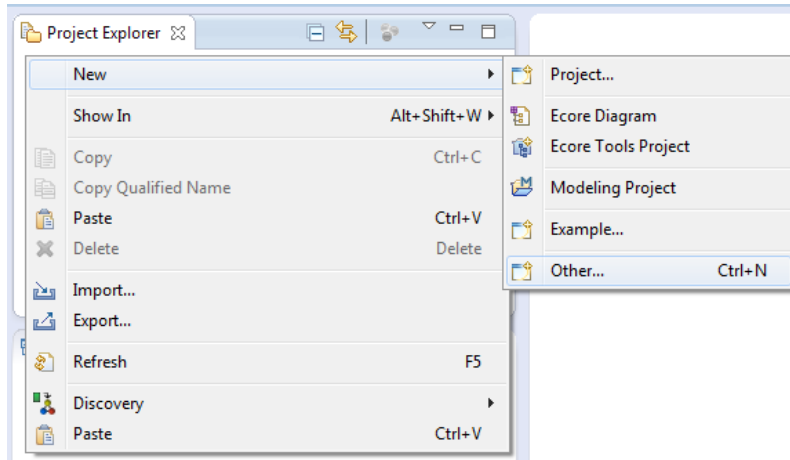 Project Explorer
New
Show In Alt+Shift+W
Copy Ctrl+C
Copy Qualified Name
Paste Ctrl+V
Delete Delete
Import...
Export...
Refresh F5
Discovery
Paste Ctrl+V
Project...
Ecore Diagram
Ecore Tools Project
Modeling Project
Example...
Other... Ctrl+N